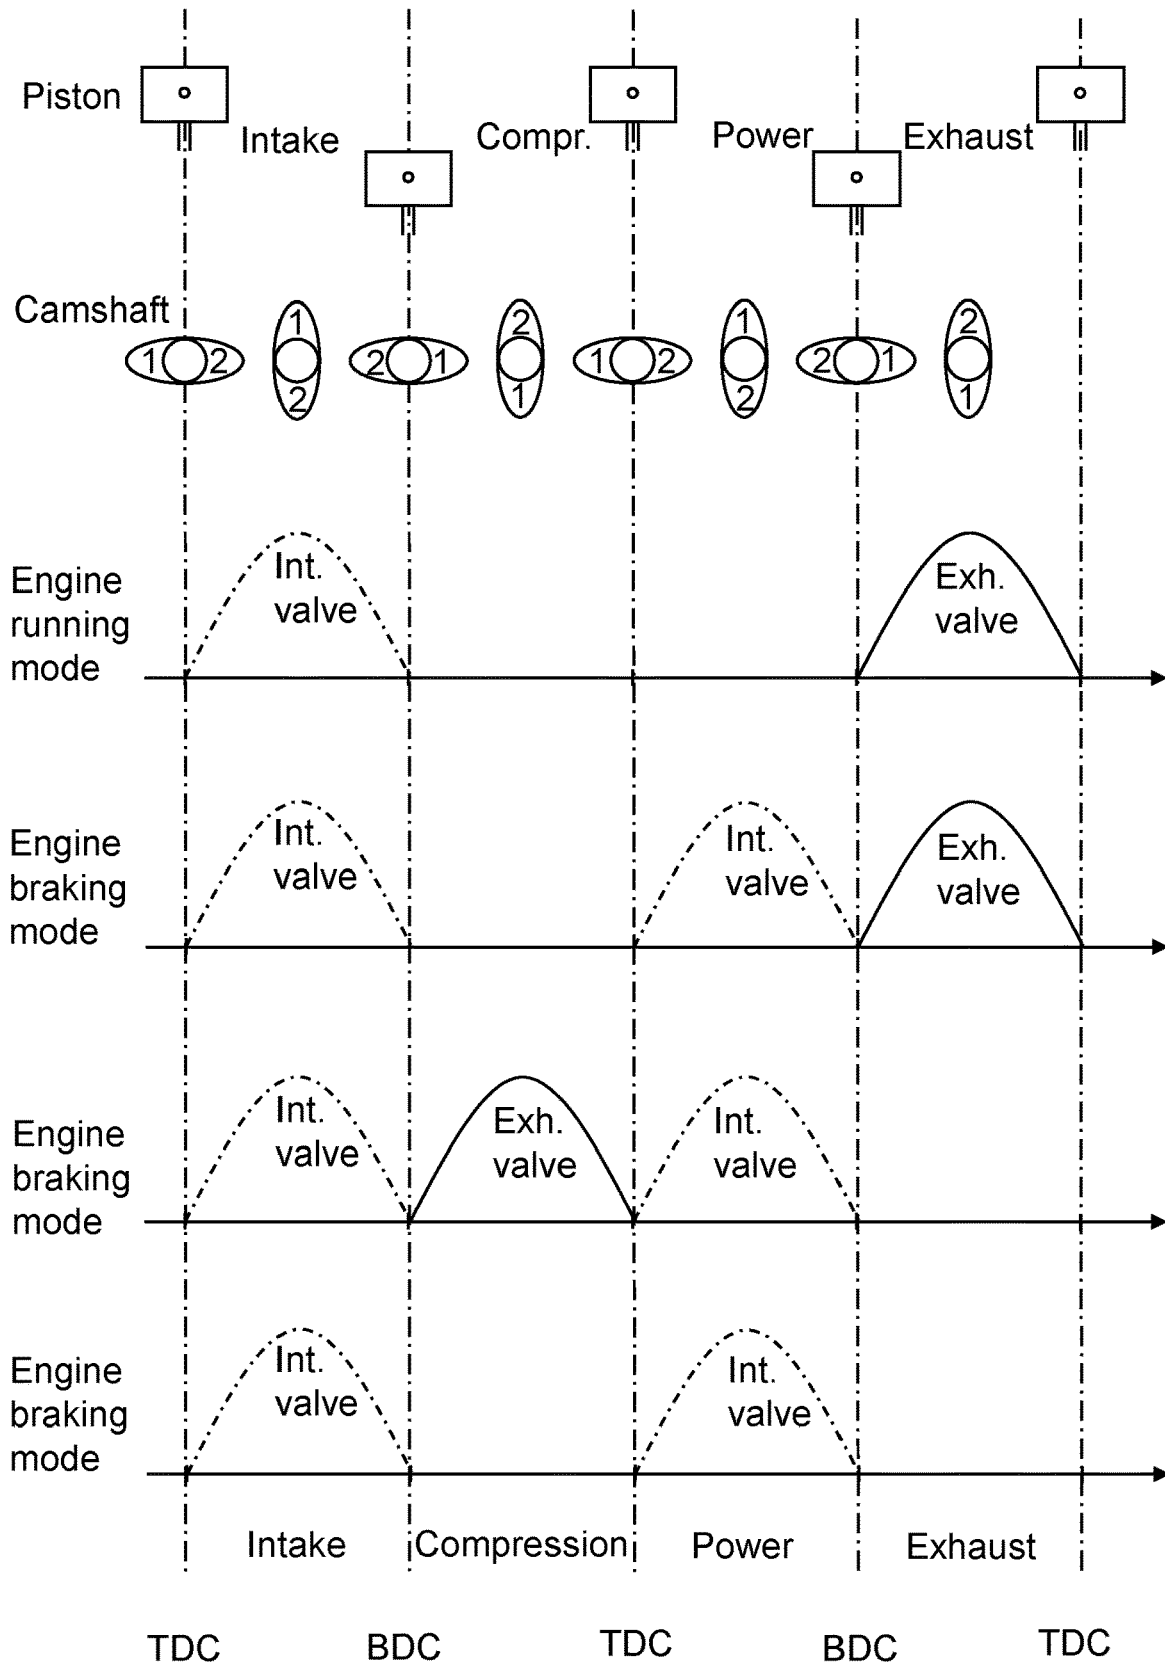 Piston
Intake
Compr.
Power
Exhaust
Camshaft
1 2
1
2
2 1
2
1
1 2
1
2
2 1
2
1
Engine
running
mode
Int.
valve
Exh.
valve
Engine
braking
mode
Int.
valve
Int.
valve
Exh.
valve
Engine
braking
mode
Int.
valve
Exh.
valve
Int.
valve
Engine
braking
mode
Int.
valve
Int.
valve
Intake
Compression
Power
Exhaust
TDC
BDC
TDC
BDC
TDC